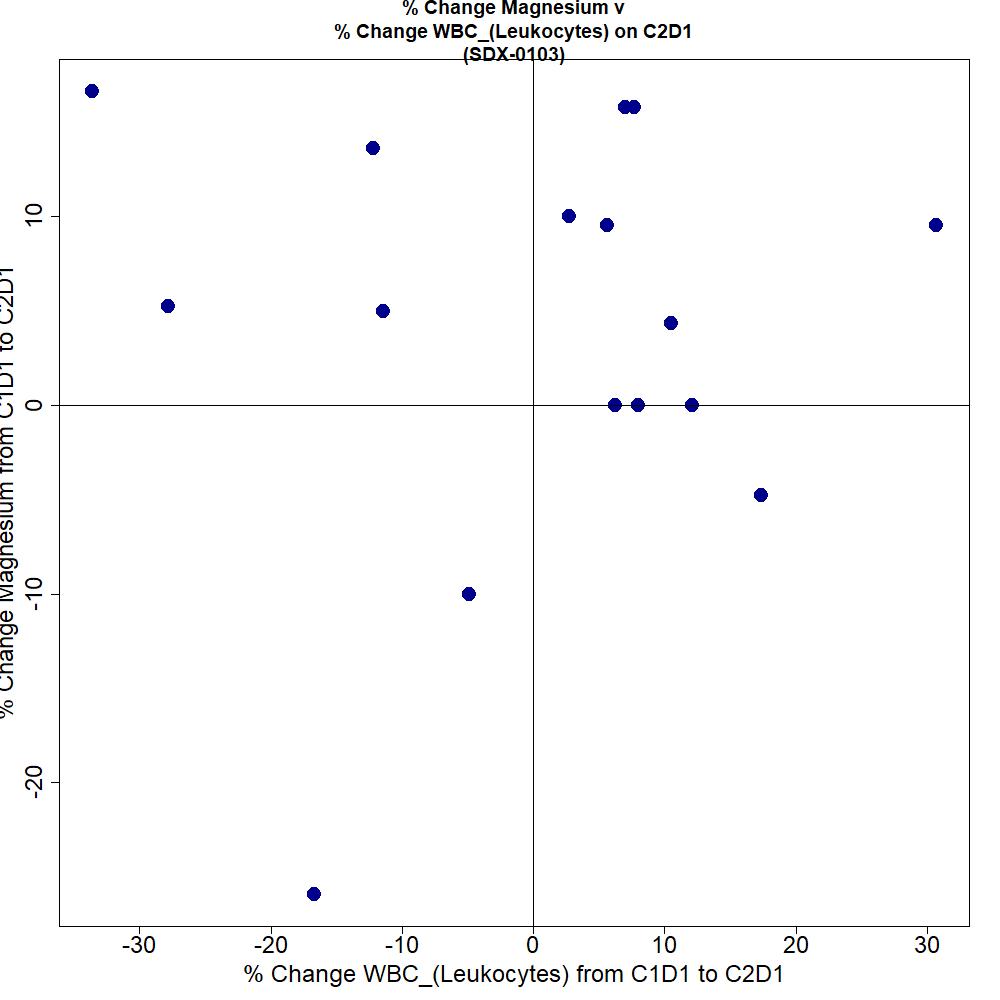 % Change Magnesium v
% Change WBC_(Leukocytes) on C2D1
(SDX-0103)
% Change Magnesium from C1D1 to C2D1
10
0
-10
-20
-30
-20
-10
0
10
20
30
% Change WBC_(Leukocytes) from C1D1 to C2D1